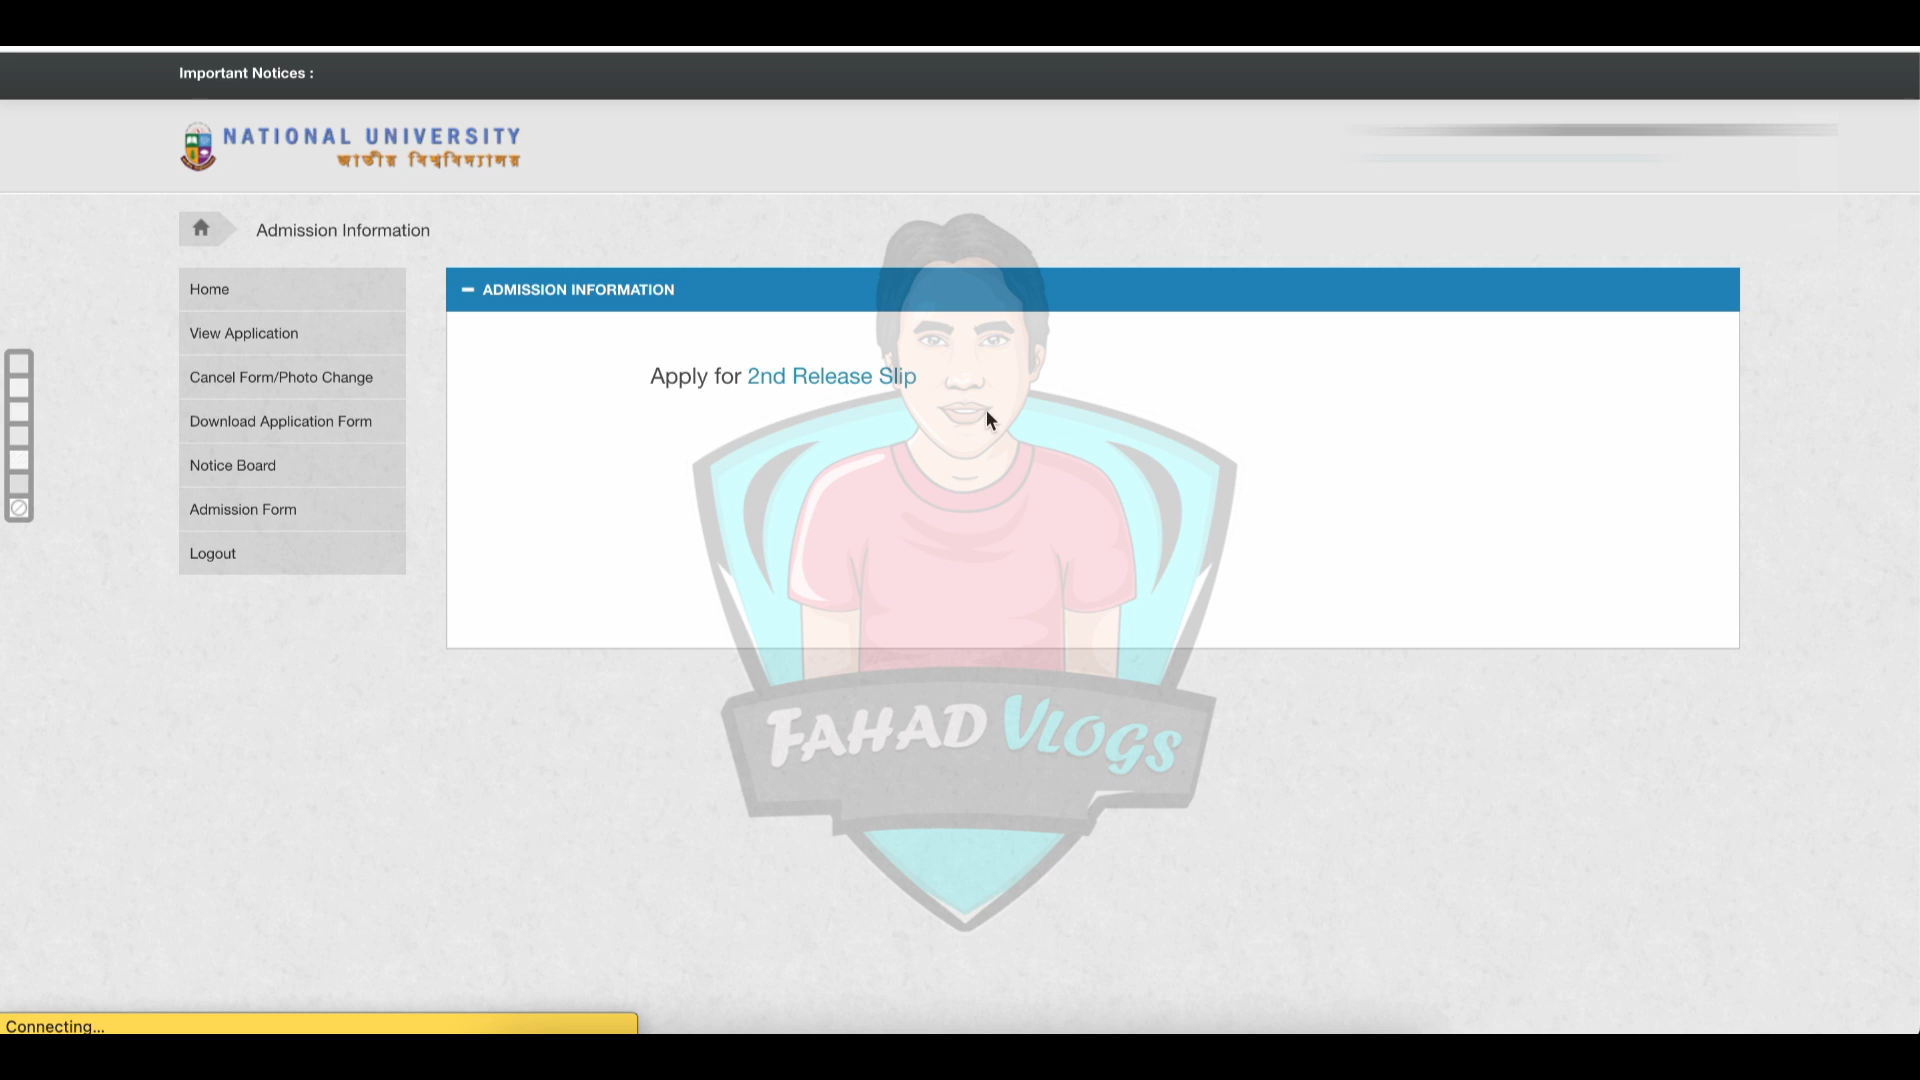 Important Notices :
NATIONAL UNIVERSITY
জাতীয় বিশ্ববিদ্যালয়
Admission Information
Home
View Application
Cancel Form/Photo Change
Download Application Form
Notice Board
Admission Form
Logout
ADMISSION INFORMATION
Apply for 2nd Release Slip
FAHAD VLOGS
Connecting...